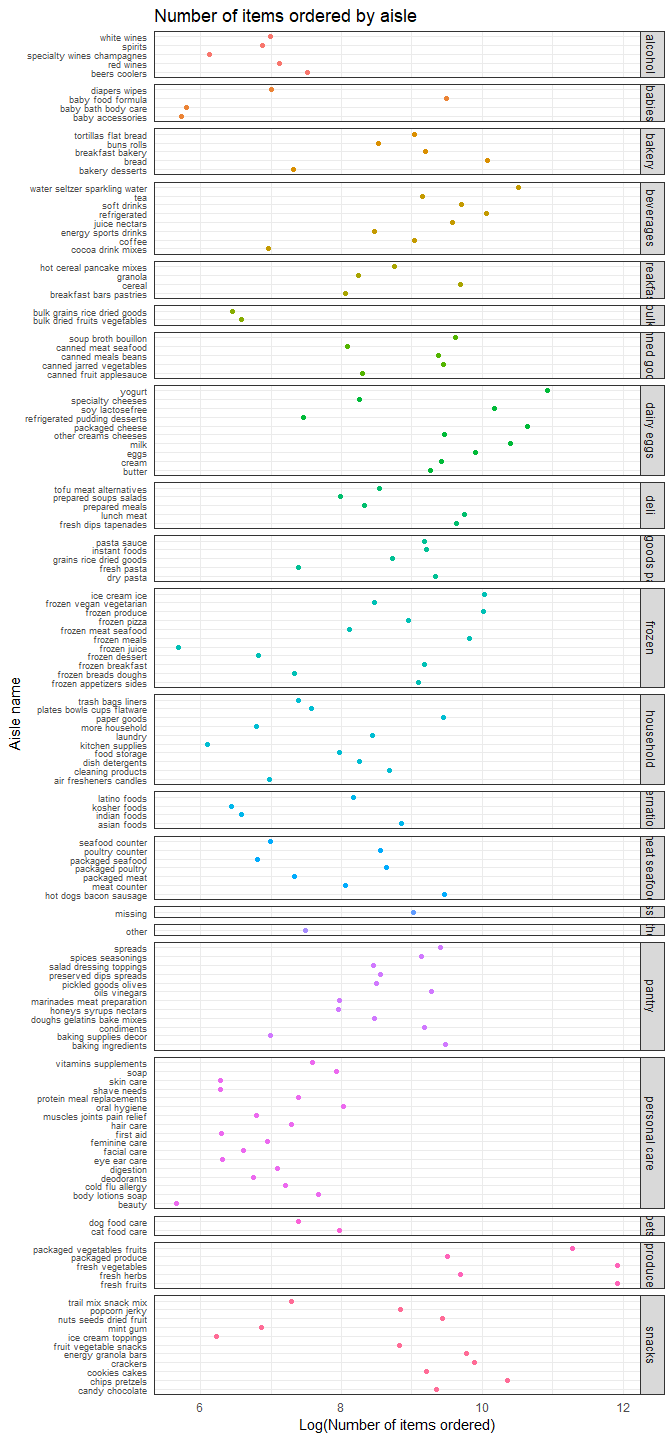 Number of items ordered by aisle
white wines
spirits
specialty wines champagnes
red wines
beers coolers
alcohol
diapers wipes
baby food formula
baby bath body care
baby accessories
babies
tortillas flat bread
buns rolls
breakfast bakery
bread
bakery desserts
bakery
water seltzer sparkling water
tea
soft drinks
refrigerated
juice nectars
energy sports drinks
coffee
cocoa drink mixes
beverages
hot cereal pancake mixes
granola
cereal
breakfast bars pastries
reakfas
bulk grains rice dried goods
bulk dried fruits vegetables
bulk
soup broth bouillon
canned meat seafood
canned meals beans
canned jarred vegetables
canned fruit applesauce
nned goo
yogurt
specialty cheeses
soy lactosefree
refrigerated pudding desserts
packaged cheese
other creams cheeses
milk
eggs
cream
butter
dairy eggs
tofu meat alternatives
prepared soups salads
prepared meals
lunch meat
fresh dips tapenades
deli
pasta sauce
instant foods
grains rice dried goods
fresh pasta
dry pasta
goods pa
ice cream ice
frozen vegan vegetarian
frozen produce
frozen pizza
frozen meat seafood
frozen meals
frozen juice
frozen dessert
frozen breakfast
frozen breads doughs
frozen appetizers sides
frozen
trash bags liners
plates bowls cups flatware
paper goods
more household
laundry
kitchen supplies
food storage
dish detergents
cleaning products
air fresheners candles
household
latino foods
kosher foods
indian foods
asian foods
ernatio
seafood counter
poultry counter
packaged seafood
packaged poultry
packaged meat
meat counter
hot dogs bacon sausage
neat seafood
missing
ss
other
the
spreads
spices seasonings
salad dressing toppings
preserved dips spreads
pickled goods olives
oils vinegars
marinades meat preparation
honeys syrups nectars
doughs gelatins bake mixes
condiments
baking supplies decor
baking ingredients
pantry
vitamins supplements
soap
skin care
shave needs
protein meal replacements
oral hygiene
muscles joints pain relief
hair care
first aid
feminine care
facial care
eye ear care
digestion
deodorants
cold flu allergy
body lotions soap
beauty
personal care
dog food care
cat food care
pets
packaged vegetables fruits
packaged produce
fresh vegetables
fresh herbs
fresh fruits
produce
trail mix snack mix
popcorn jerky
nuts seeds dried fruit
mint gum
ice cream toppings
fruit vegetable snacks
energy granola bars
crackers
cookies cakes
chips pretzels
candy chocolate
snacks
Aisle name
6 8 10 12
Log(Number of items ordered)